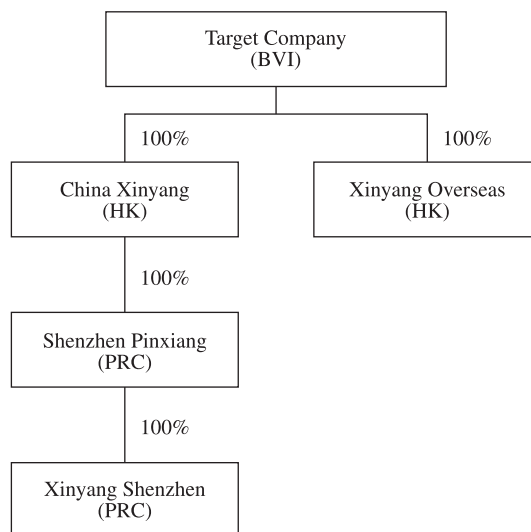 Target Company
(BVI)
100%
100%
China Xinyang
(HK)
Xinyang Overseas
(HK)
100%
Shenzhen Pinxiang
(PRC)
100%
Xinyang Shenzhen
(PRC)